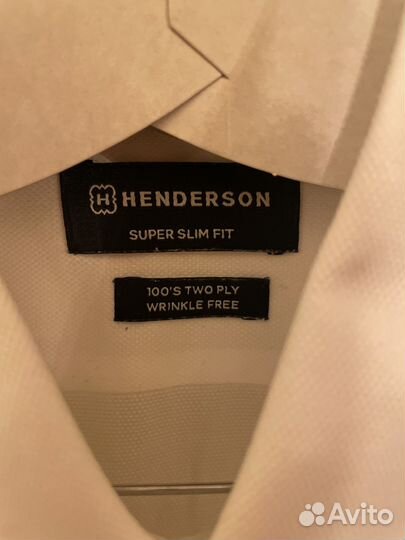 H HENDERSON
SUPER SLIM FIT
100'S TWO PLY
WRINKLE FREE
Avito